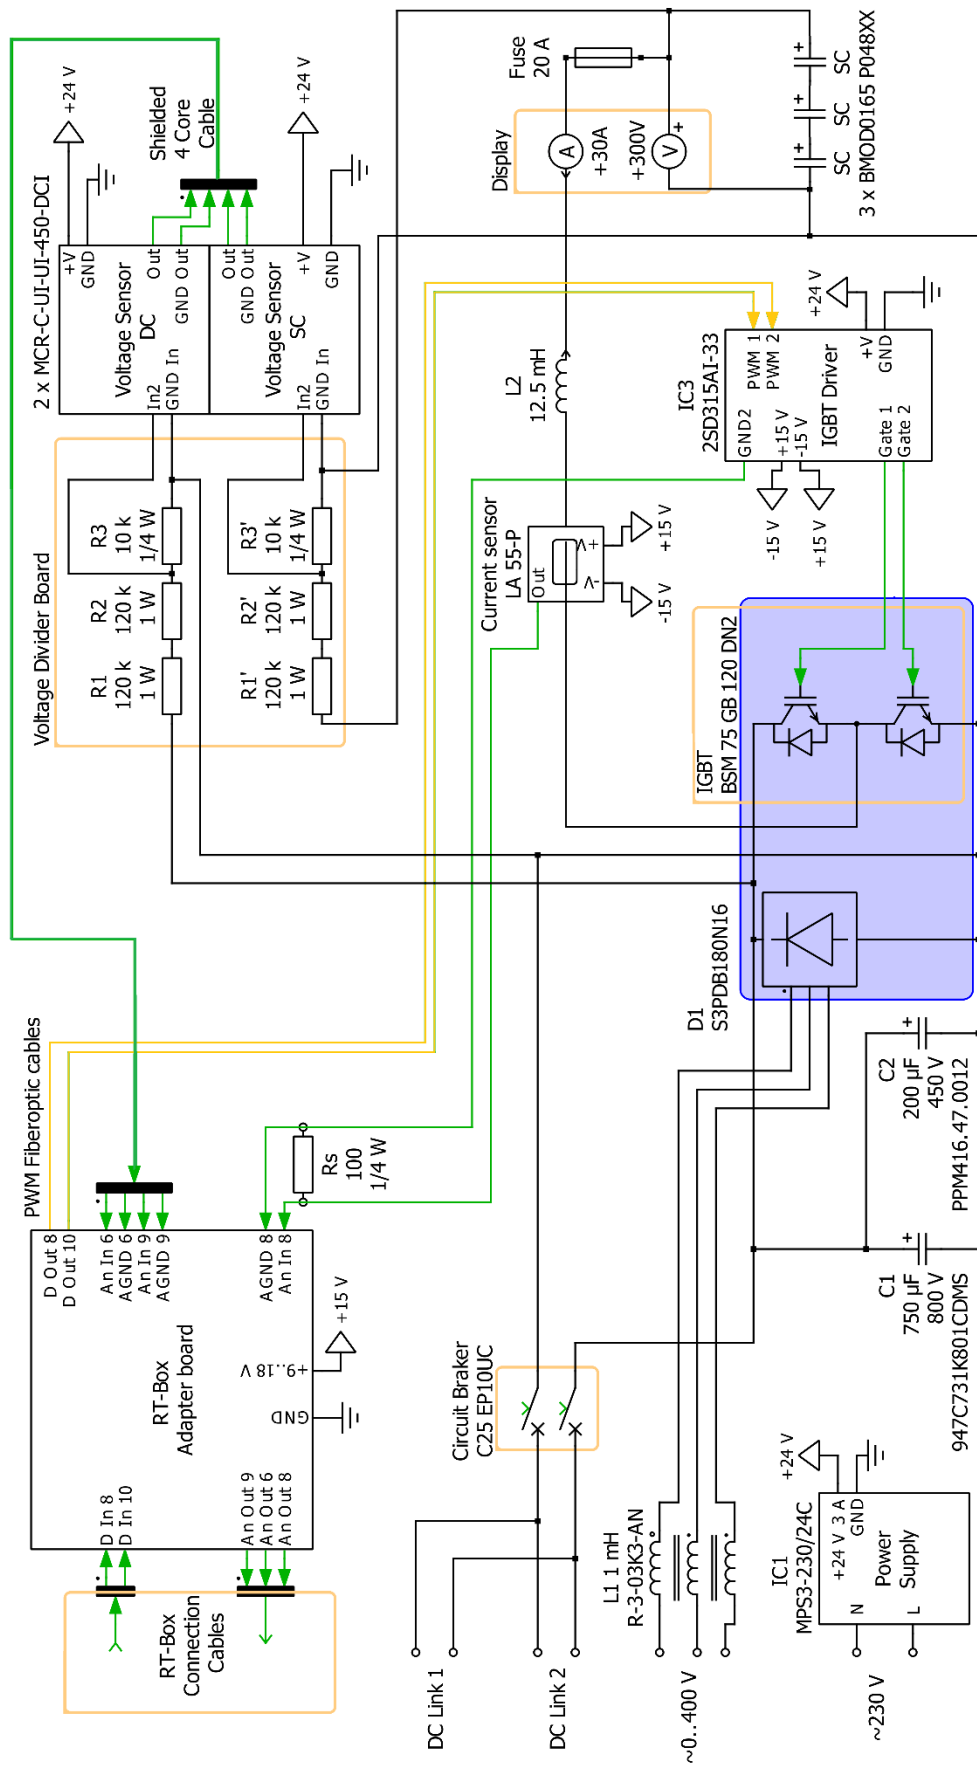 RT-Box
Connection
Cables
D In 8
D In 10
An Out 9
An Out 6
An Out 8
RT-Box
Adapter board
GND
+9..18 V
+15 V
D Out 8
D Out 10
An In 6
AGND 6
An In 9
AGND 9
AGND 8
An In 8
PWM Fiberoptic cables
Rs
100
1/4 W
Voltage Divider Board
R1
120 k
1 W
R2
120 k
1 W
R3
10 k
1/4 W
R1'
120 k
1 W
R2'
120 k
1 W
R3'
10 k
1/4 W
2 x MCR-C-UI-UI-450-DCI
In2
GND In
Voltage Sensor
DC
+V
GND
Out
GND Out
In2
GND In
Voltage Sensor
SC
Out
GND Out
+V
GND
+24 V
+24 V
Shielded
4 Core
Cable
DC Link 1
DC Link 2
Circuit Braker
C25 EP10UC
Current sensor
LA 55-P
Out
-V
+V
-15 V
+15 V
L2
12.5 mH
Display
A
+30A
+300V
V
+
Fuse
20 A
~0..400 V
L1 1 mH
R-3-03K3-AN
D1
S3PDB180N16
IGBT
BSM 75 GB 120 DN2
IC3
2SD315AI-33
GND2
+15 V
-15 V
Gate 1
Gate 2
IGBT Driver
PWM 1
PWM 2
+V
GND
-15 V
+15 V
+24 V
+
SC
+
SC
+
SC
3 x BMOD0165 P048XX
~230 V
IC1
MPS3-230/24C
N
L
Power
Supply
+24 V 3 A
GND
+24 V
C1
750 µF
800 V
+
947C731K801CDMS
C2
200 µF
450 V
+
PPM416.47.0012